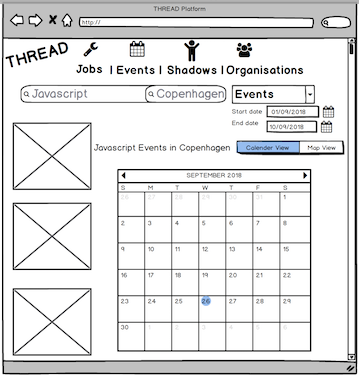 THREAD Platform
http://
THREAD
Jobs | Events | Shadows | Organisations
Javascript Copenhagen Events
Start date 01/09/2018
End date 10/09/2018
Javascript Events in Copenhagen Calender View Map View
SEPTEMBER 2018
S M T W T F S
26 27 28 29 30 31 1
2 3 4 5 6 7 8
9 10 11 12 13 14 15
16 17 18 19 20 21 22
23 24 25 26 27 28 29
30 1 2 3 4 5 6